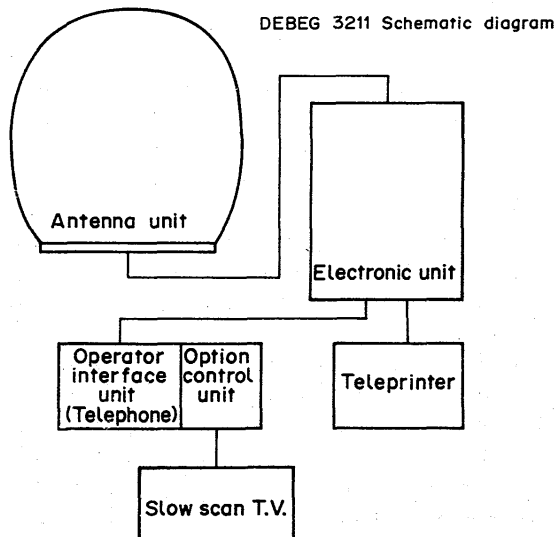 DEBEG 3211 Schematic diagram
Antenna unit
Electronic unit
Operator
interface
unit
(Telephone)
Option
control
unit
Teleprinter
Slow scan T.V.